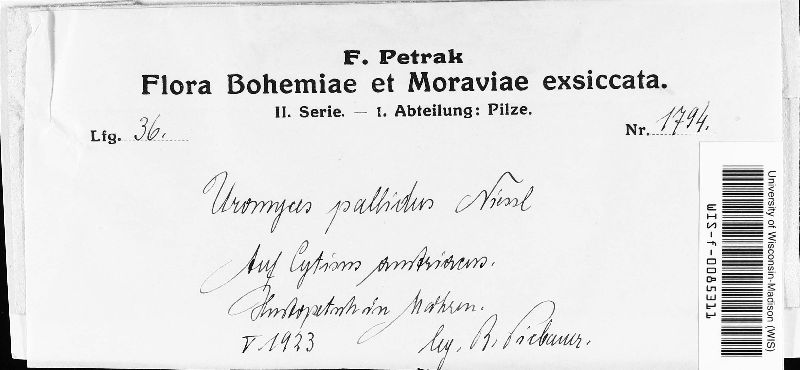 F. Petrak
Flora Bohemiae et Moraviae exsiccata.
II. Serie. — I. Abteilung: Pilze.
Lfg. 36.
Nr. 1794.
Uromyces pallidus Niessl
Auf Cytisus austriacus.
in Mähren.
V 1923
leg. R. Picbauer.
University of Wisconsin-Madison (WIS)
WIS-f-0085311